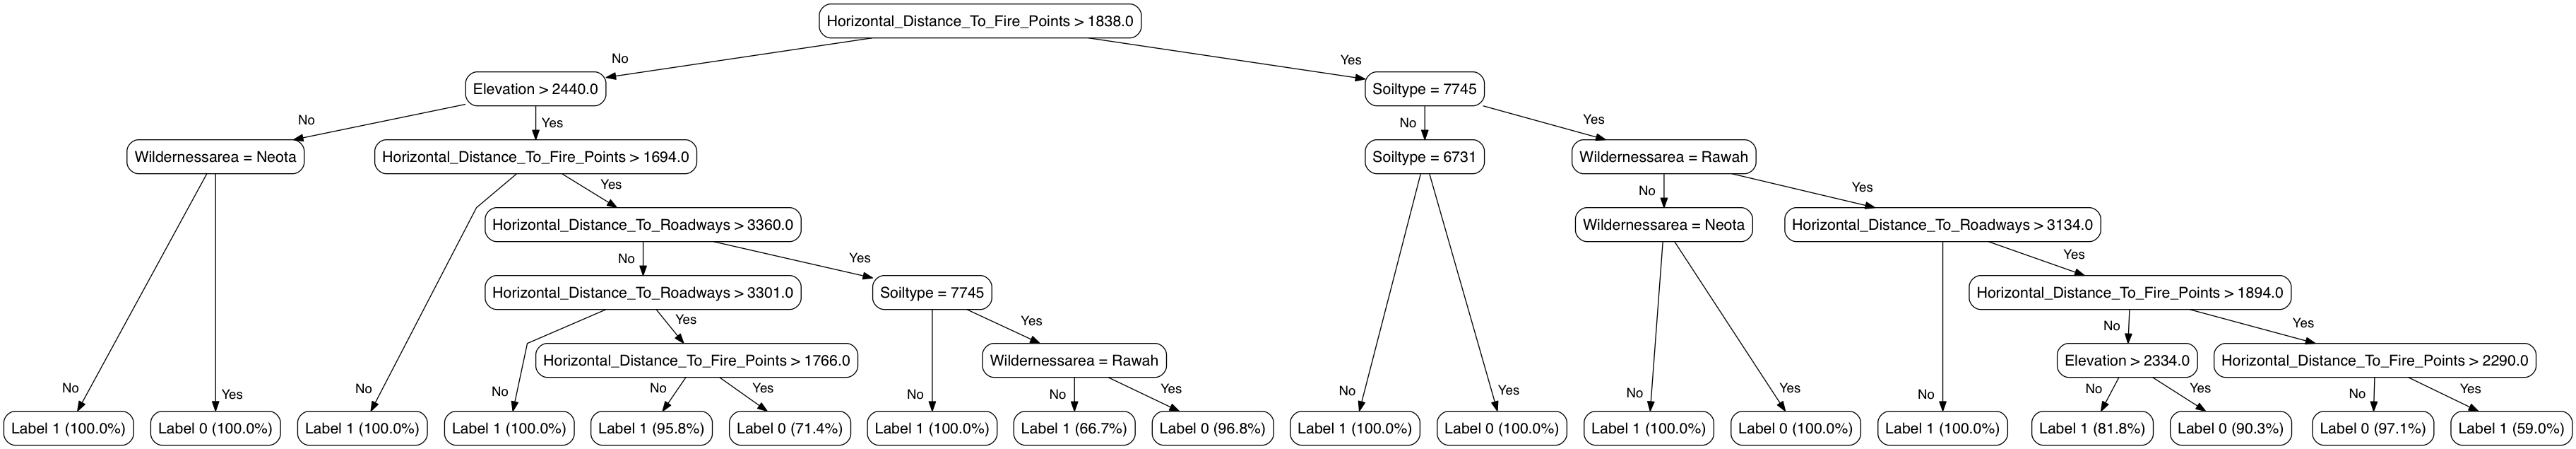 Horizontal_Distance_To_Fire_Points > 1838.0
No
Yes
Elevation > 2440.0
Soiltype = 7745
No
Yes
No
Yes
Wildernessarea = Neota
Horizontal_Distance_To_Fire_Points > 1694.0
Soiltype = 6731
Wildernessarea = Rawah
Yes
No
Yes
Horizontal_Distance_To_Roadways > 3360.0
Wildernessarea = Neota
Horizontal_Distance_To_Roadways > 3134.0
No
Yes
Yes
Horizontal_Distance_To_Roadways > 3301.0
Soiltype = 7745
Horizontal_Distance_To_Fire_Points > 1894.0
Yes
Yes
No
Yes
Horizontal_Distance_To_Fire_Points > 1766.0
Wildernessarea = Rawah
Elevation > 2334.0
Horizontal_Distance_To_Fire_Points > 2290.0
No
Yes
No
No
No
Yes
No
No
Yes
No
Yes
No
Yes
No
No
Yes
No
Yes
Label 1 (100.0%)
Label 0 (100.0%)
Label 1 (100.0%)
Label 1 (100.0%)
Label 1 (95.8%)
Label 0 (71.4%)
Label 1 (100.0%)
Label 1 (66.7%)
Label 0 (96.8%)
Label 1 (100.0%)
Label 0 (100.0%)
Label 1 (100.0%)
Label 0 (100.0%)
Label 1 (100.0%)
Label 1 (81.8%)
Label 0 (90.3%)
Label 0 (97.1%)
Label 1 (59.0%)